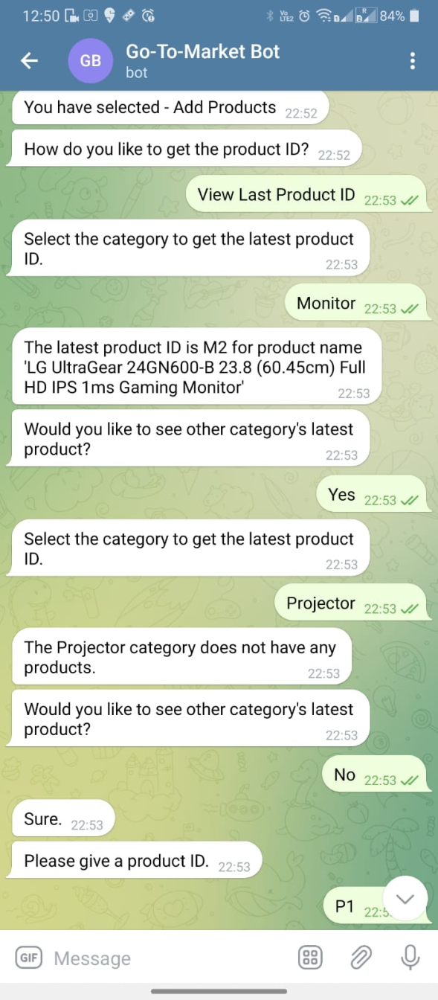 12:50
Vo
LTE2
R
84%
GB
Go-To-Market Bot
bot
You have selected - Add Products 22:52
How do you like to get the product ID? 22:52
View Last Product ID 22:53
Select the category to get the latest product
ID. 22:53
Monitor 22:53
The latest product ID is M2 for product name
'LG UltraGear 24GN600-B 23.8 (60.45cm) Full
HD IPS 1ms Gaming Monitor' 22:53
Would you like to see other category's latest
product? 22:53
Yes 22:53
Select the category to get the latest product
ID. 22:53
Projector 22:53
The Projector category does not have any
products. 22:53
Would you like to see other category's latest
product? 22:53
No 22:53
Sure. 22:53
Please give a product ID. 22:53
P1
GIF Message